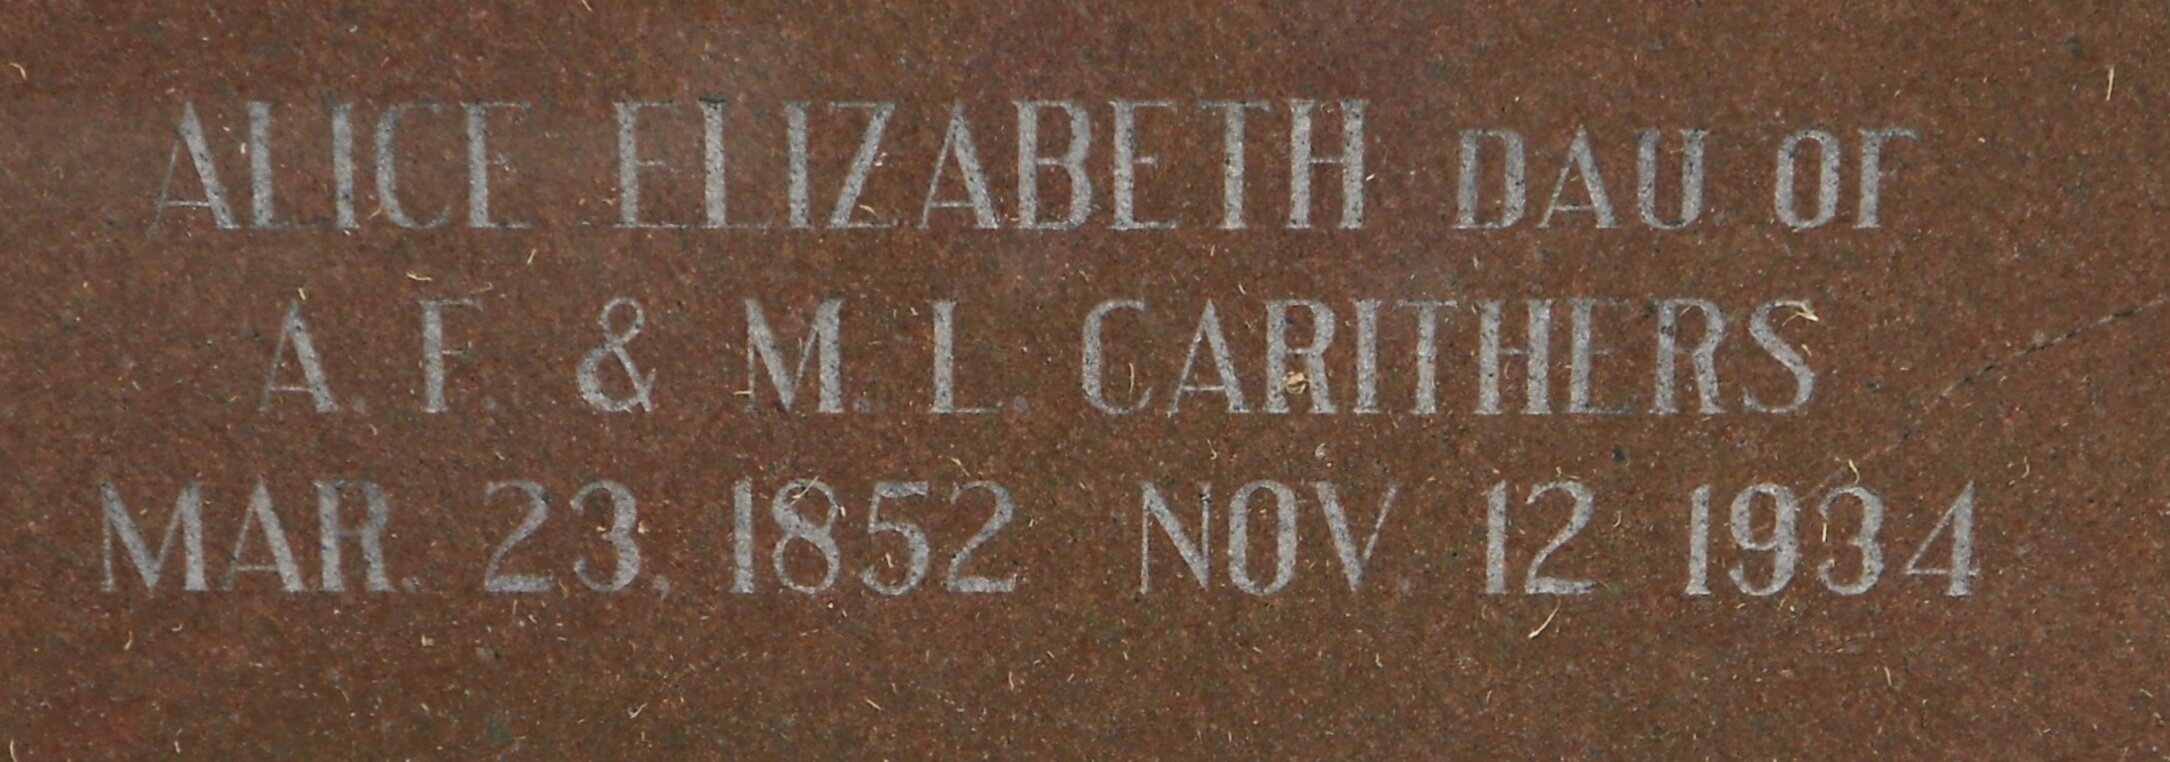 ALICE ELIZABETH DAU OF
A. F. & M. L. CARITHERS
MAR. 23, 1852 NOV. 12 1934